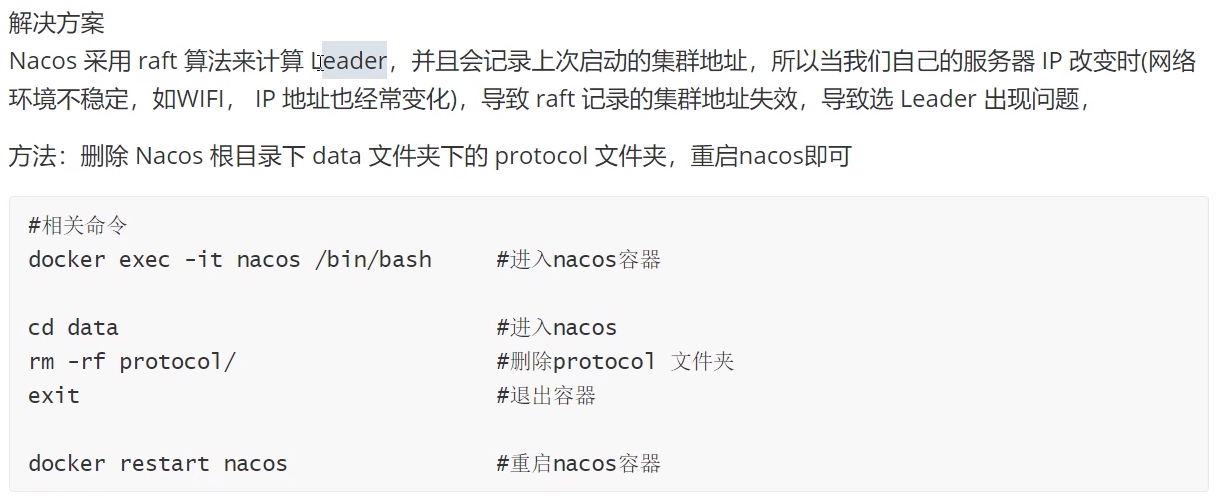 解决方案
Nacos 采用 raft 算法来计算 Leader，并且会记录上次启动的集群地址，所以当我们自己的服务器 IP 改变时(网络
环境不稳定，如WIFI， IP 地址也经常变化)，导致 raft 记录的集群地址失效，导致选 Leader 出现问题，
方法：删除 Nacos 根目录下 data 文件夹下的 protocol 文件夹，重启nacos即可
#相关命令
docker exec -it nacos /bin/bash     #进入nacos容器
cd data     #进入nacos
rm -rf protocol/     #删除protocol 文件夹
exit     #退出容器
docker restart nacos     #重启nacos容器